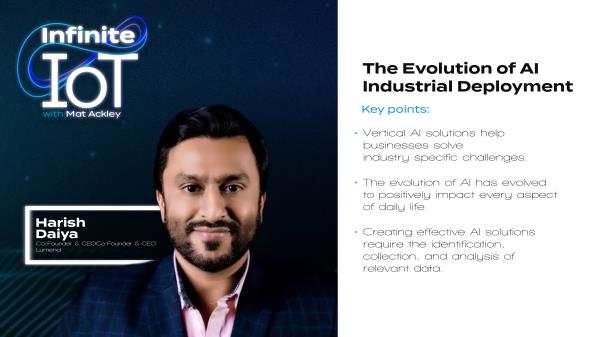 Infinite
IoT
with Mat Ackley
Harish
Daiya
Co-Founder & CEOCo-Founder & CEO
Lumend
The Evolution of AI
Industrial Deployment
Key points:
• Vertical AI solutions help
businesses solve
industry-specific challenges.
• The evolution of AI has evolved
to positively impact every aspect
of daily life.
• Creating effective AI solutions
require the identification,
collection, and analysis of
relevant data.